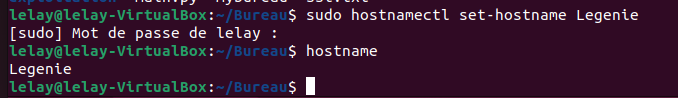 lelay@lelay-VirtualBox:~/Bureau$ sudo hostnamectl set-hostname Legenie
[sudo] Mot de passe de lelay :
lelay@lelay-VirtualBox:~/Bureau$ hostname
Legenie
lelay@lelay-VirtualBox:~/Bureau$